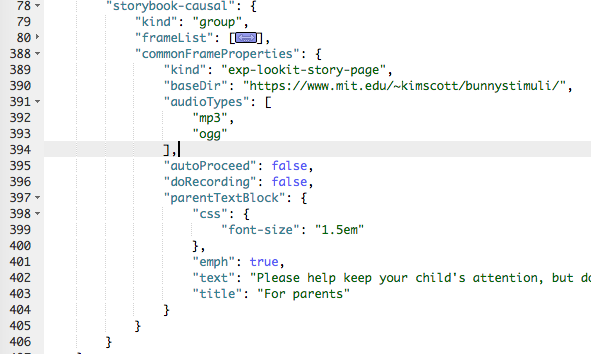 78 "storybook-causal": {
79 "kind": "group",
80 "frameList": [],
388 "commonFrameProperties": {
389 "kind": "exp-lookit-story-page",
390 "baseDir": "https://www.mit.edu/~kimscott/bunnystimuli/",
391 "audioTypes": [
392 "mp3",
393 "ogg"
394 ],
395 "autoProceed": false,
396 "doRecording": false,
397 "parentTextBlock": {
398 "css": {
399 "font-size": "1.5em"
400 },
401 "emph": true,
402 "text": "Please help keep your child's attention, but do
403 "title": "For parents"
404 }
405 }
406 }